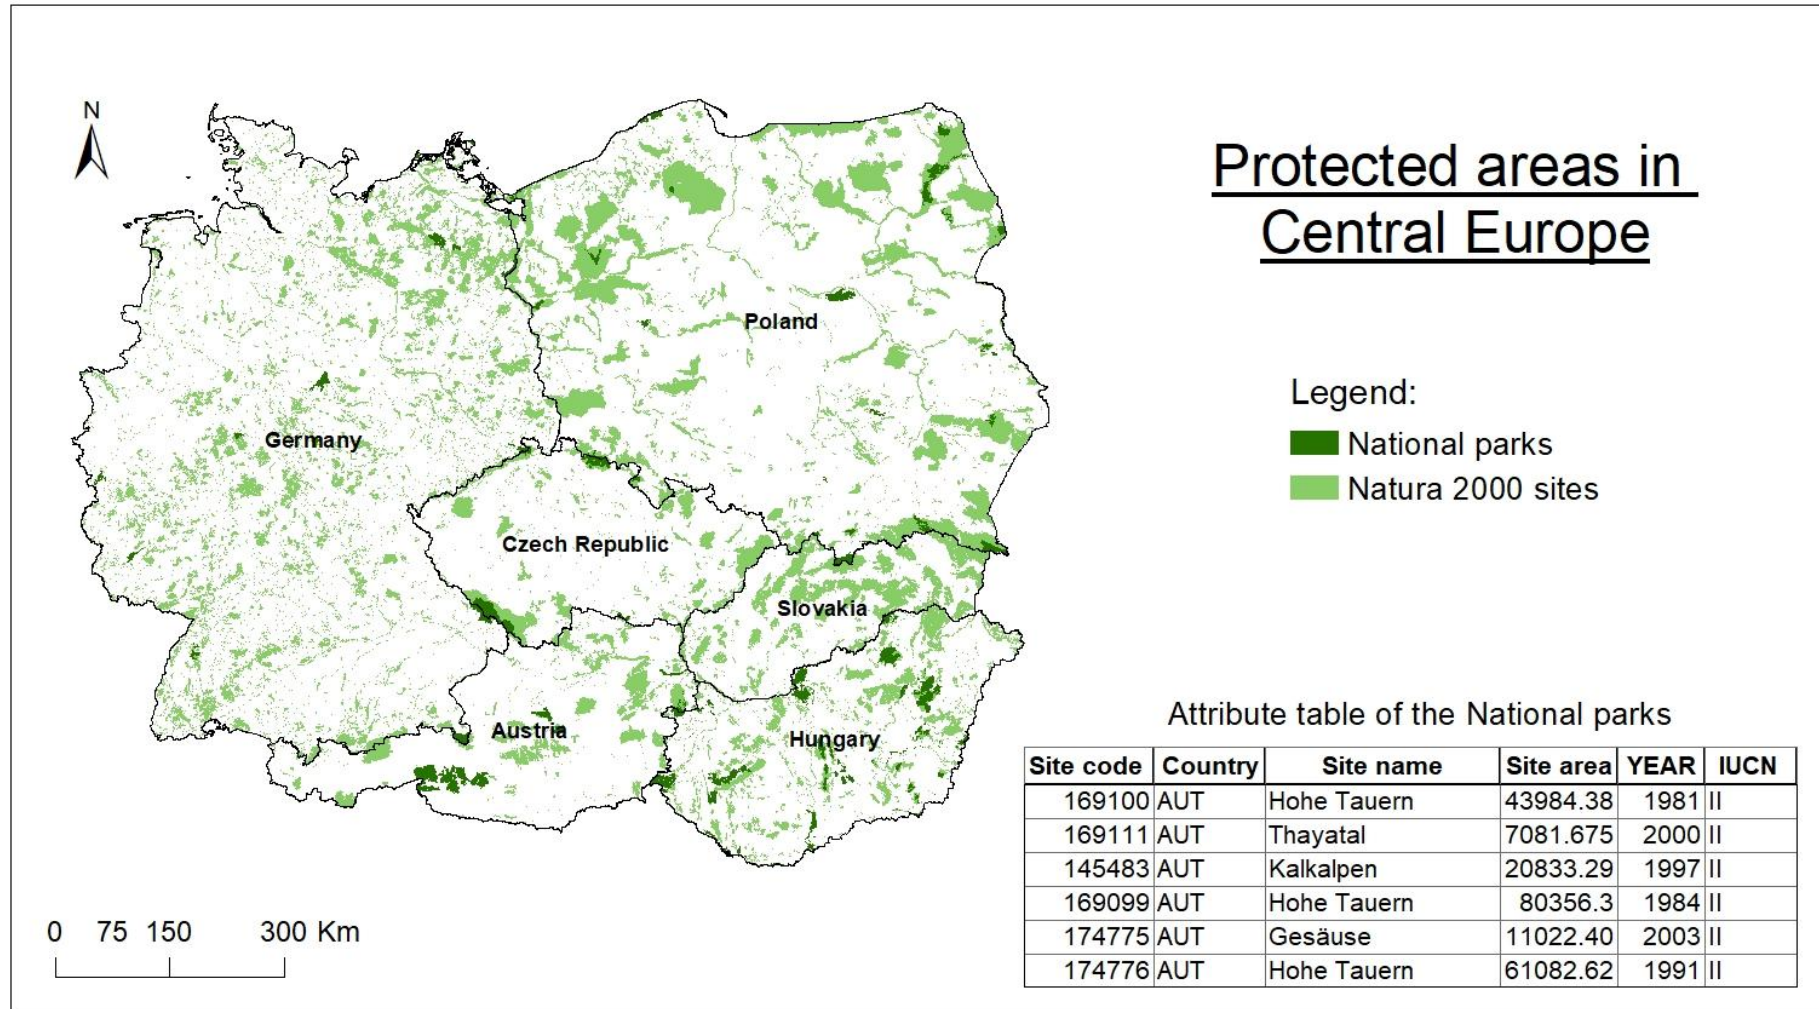 Protected areas in
Central Europe
N
Poland
Germany
Czech Republic
Slovakia
Austria
Hungary
Legend:
National parks
Natura 2000 sites
Attribute table of the National parks
Site code Country Site name Site area YEAR IUCN
169100 AUT Hohe Tauern 43984.38 1981 II
169111 AUT Thayatal 7081.675 2000 II
145483 AUT Kalkalpen 20833.29 1997 II
169099 AUT Hohe Tauern 80356.3 1984 II
174775 AUT Gesäuse 11022.40 2003 II
174776 AUT Hohe Tauern 61082.62 1991 II
0 75 150 300 Km